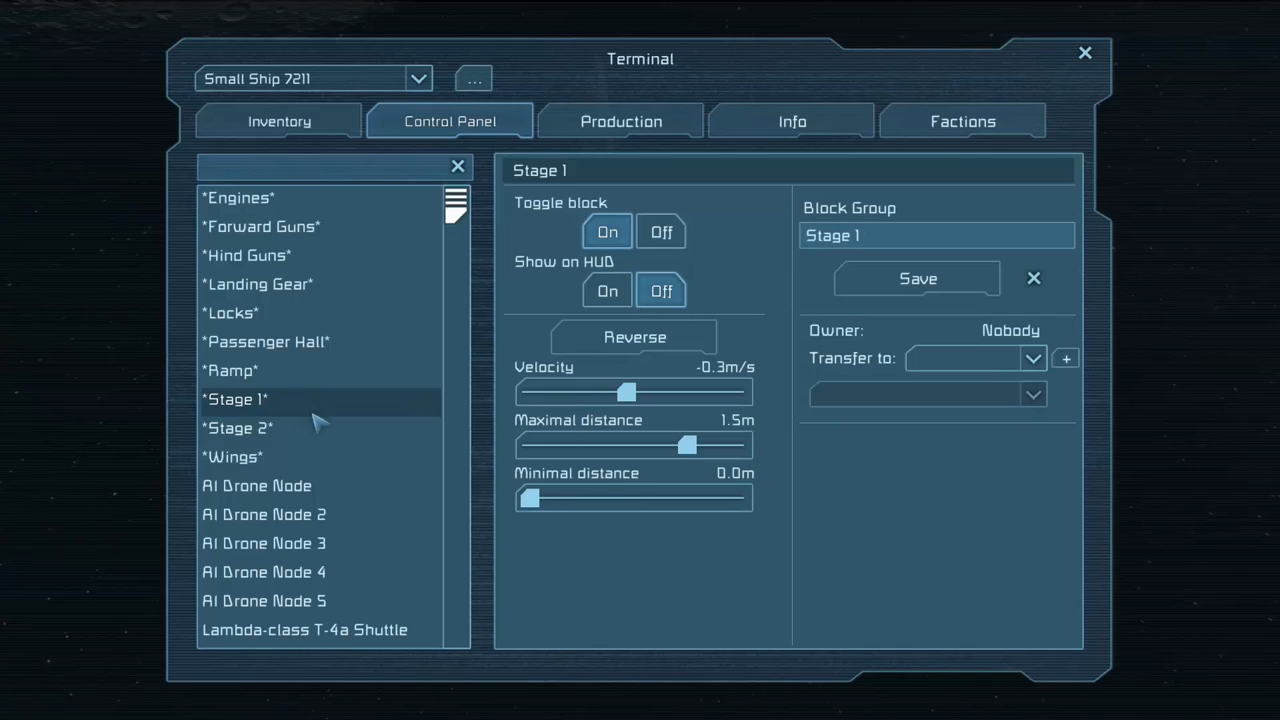 Terminal
Small Ship 7211
...
Inventory
Control Panel
Production
Info
Factions
*Engines*
*Forward Guns*
*Hind Guns*
*Landing Gear*
*Locks*
*Passenger Hall*
*Ramp*
*Stage 1*
*Stage 2*
*Wings*
AI Drone Node
AI Drone Node 2
AI Drone Node 3
AI Drone Node 4
AI Drone Node 5
Lambda-class T-4a Shuttle
Stage 1
Toggle block
On Off
Show on HUD
On Off
Reverse
Velocity -0.3m/s
Maximal distance 1.5m
Minimal distance 0.0m
Block Group
Stage 1
Save
Owner: Nobody
Transfer to: